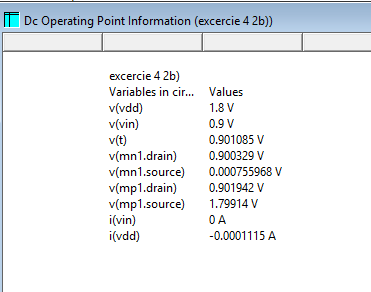 Dc Operating Point Information (excercie 4 2b))
excercie 4 2b)
Variables in cir... Values
v(vdd) 1.8 V
v(vin) 0.9 V
v(t) 0.901085 V
v(mn1.drain) 0.900329 V
v(mn1.source) 0.000755968 V
v(mp1.drain) 0.901942 V
v(mp1.source) 1.79914 V
i(vin) 0 A
i(vdd) -0.0001115 A